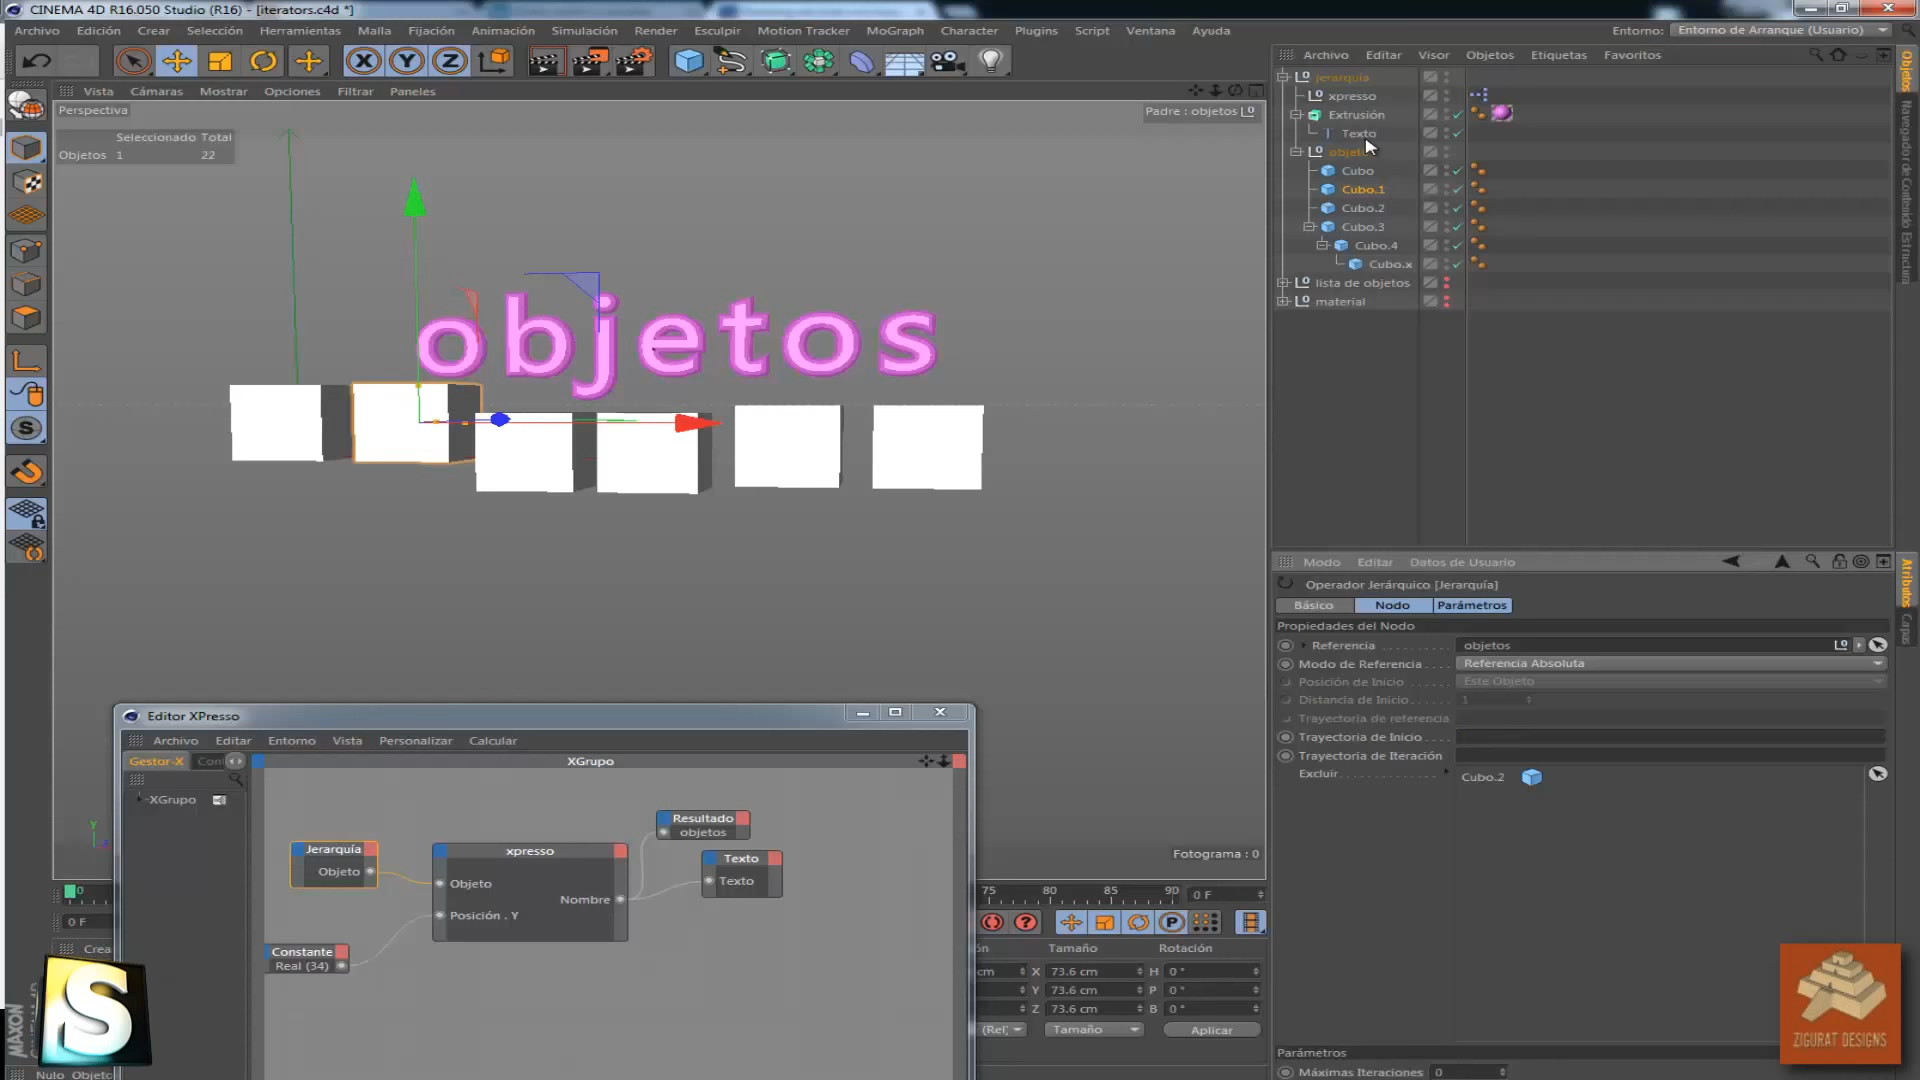 CINEMA 4D R16.050 Studio (R16) - [iterators.c4d *]
Archivo Edición Crear Selección Herramientas Malla Fijación Animación Simulación Render Esculpir Motion Tracker MoGraph Character Plugins Script Ventana Ayuda
Entorno: Entorno de Arranque (Usuario)
Archivo Editar Visor Objetos Etiquetas Favoritos
Vista Cámaras Mostrar Opciones Filtrar Paneles
Perspectiva
Padre : objetos
Seleccionado Total
Objetos 1 22
objetos
jerarquía
xpresso
Extrusión
Texto
Cubo
Cubo.1
Cubo.2
Cubo.3
Cubo.4
Cubo.x
lista de objetos
material
Objetos
Navegador de Contenido
Estructura
Modo Editar Datos de Usuario
Operador Jerárquico [Jerarquía]
Básico Nodo Parámetros
Propiedades del Nodo
Referencia objetos
Modo de Referencia Referencia Absoluta
Posición de Inicio Este Objeto
Distancia de Inicio 1
Trayectoria de referencia
Trayectoria de Inicio
Trayectoria de Iteración
Excluir Cubo.2
Parámetros
Máximas Iteraciones 0
Atributos
Capas
Editor XPresso
Archivo Editar Entorno Vista Personalizar Calcular
Gestor-X
XGrupo
XGrupo
Jerarquía
Objeto
xpresso
Objeto
Nombre
Posición . Y
Resultado
objetos
Texto
Texto
Constante
Real (34)
Fotograma : 0
0
75 80 85 90 0 F
0 F
Crea
Tamaño Rotación
cm X 73.6 cm H 0 °
Y 73.6 cm P 0 °
Z 73.6 cm B 0 °
(Rel) Tamaño Aplicar
MAXON
Nulo Objeto
S
ZIGURAT DESIGNS